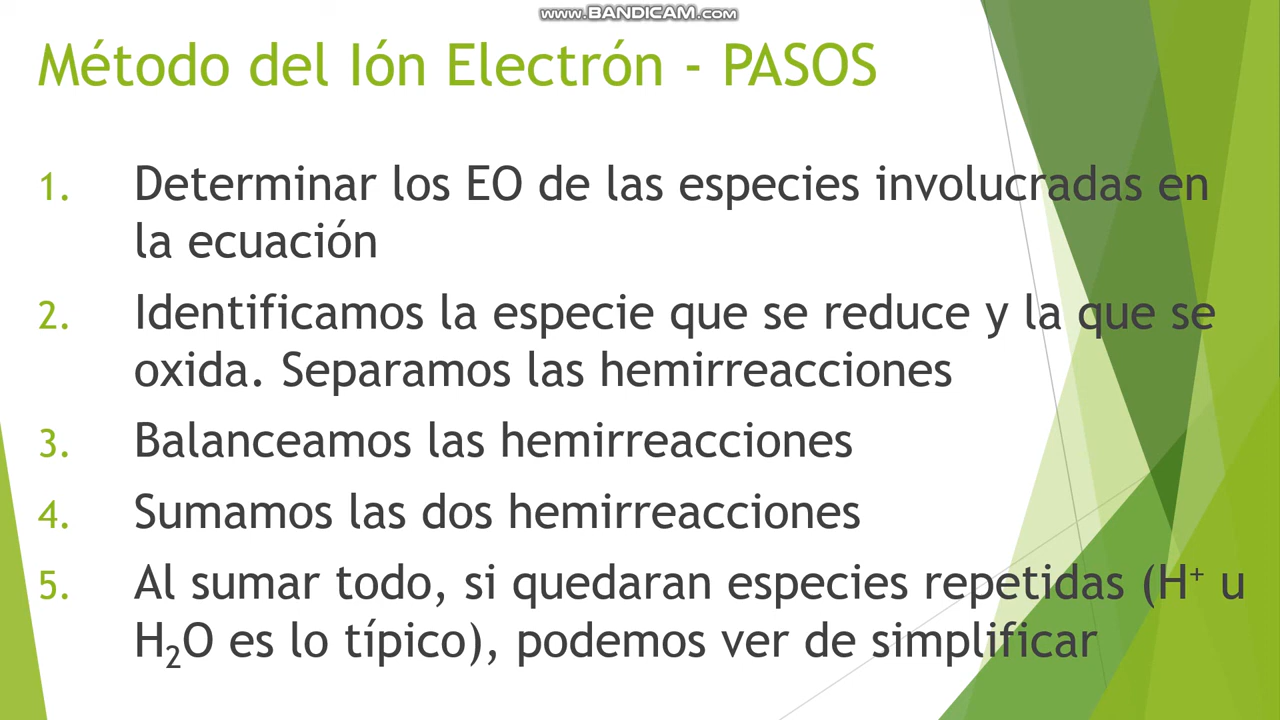 www.BANDICAM.com
Método del Ión Electrón - PASOS
1. Determinar los EO de las especies involucradas en
la ecuación
2. Identificamos la especie que se reduce y la que se
oxida. Separamos las hemirreacciones
3. Balanceamos las hemirreacciones
4. Sumamos las dos hemirreacciones
5. Al sumar todo, si quedaran especies repetidas (H⁺ u
H₂O es lo típico), podemos ver de simplificar